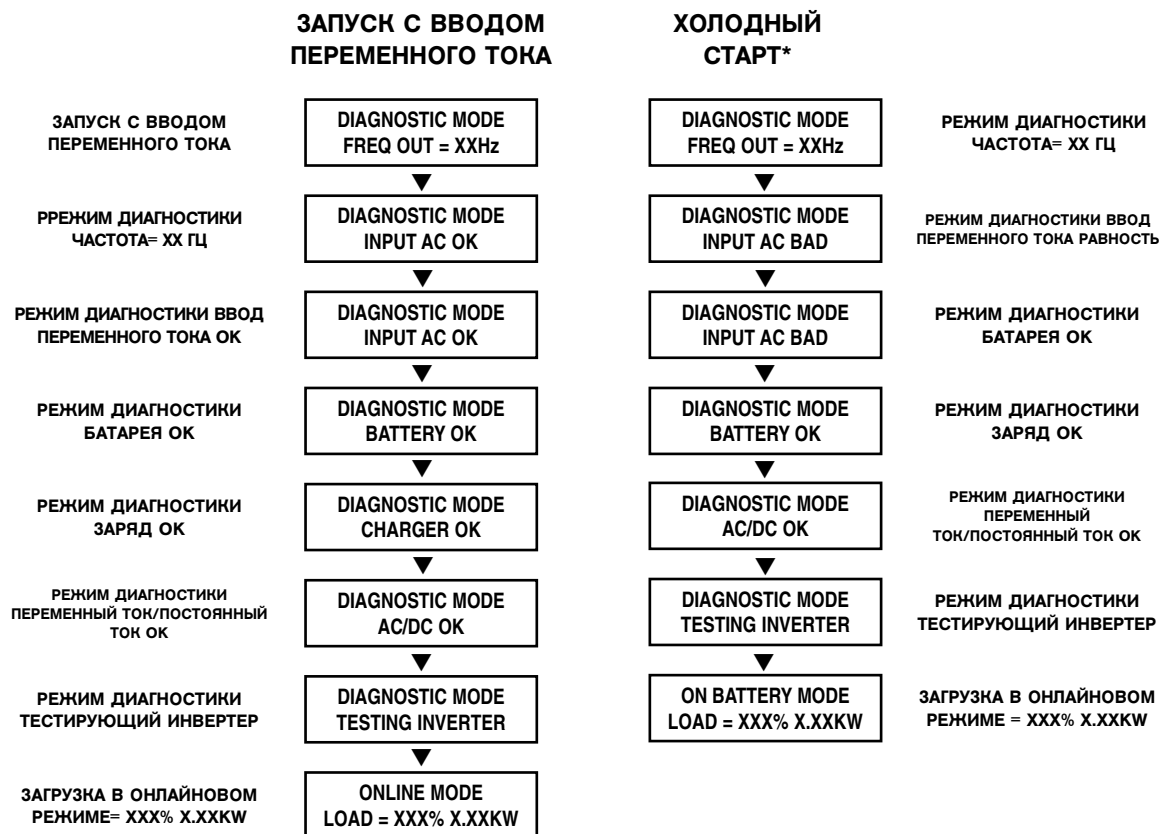 ЗАПУСК С ВВОДОМ
ПЕРЕМЕННОГО ТОКА
ХОЛОДНЫЙ
СТАРТ*
ЗАПУСК С ВВОДОМ
ПЕРЕМЕННОГО ТОКА
DIAGNOSTIC MODE
FREQ OUT = XXHz
DIAGNOSTIC MODE
FREQ OUT = XXHz
РЕЖИМ ДИАГНОСТИКИ
ЧАСТОТА= ХХ ГЦ
РРЕЖИМ ДИАГНОСТИКИ
ЧАСТОТА= ХХ ГЦ
DIAGNOSTIC MODE
INPUT AC OK
DIAGNOSTIC MODE
INPUT AC BAD
РЕЖИМ ДИАГНОСТИКИ ВВОД
ПЕРЕМЕННОГО ТОКА РАВНОСТЬ
РЕЖИМ ДИАГНОСТИКИ ВВОД
ПЕРЕМЕННОГО ТОКА ОК
DIAGNOSTIC MODE
INPUT AC OK
DIAGNOSTIC MODE
INPUT AC BAD
РЕЖИМ ДИАГНОСТИКИ
БАТАРЕЯ ОК
РЕЖИМ ДИАГНОСТИКИ
БАТАРЕЯ ОК
DIAGNOSTIC MODE
BATTERY OK
DIAGNOSTIC MODE
BATTERY OK
РЕЖИМ ДИАГНОСТИКИ
ЗАРЯД ОК
РЕЖИМ ДИАГНОСТИКИ
ЗАРЯД ОК
DIAGNOSTIC MODE
CHARGER OK
DIAGNOSTIC MODE
AC/DC OK
РЕЖИМ ДИАГНОСТИКИ
ПЕРЕМЕННЫЙ
ТОК/ПОСТОЯННЫЙ ТОК ОК
РЕЖИМ ДИАГНОСТИКИ
ПЕРЕМЕННЫЙ ТОК/ПОСТОЯННЫЙ
ТОК ОК
DIAGNOSTIC MODE
AC/DC OK
DIAGNOSTIC MODE
TESTING INVERTER
РЕЖИМ ДИАГНОСТИКИ
ТЕСТИРУЮЩИЙ ИНВЕРТЕР
РЕЖИМ ДИАГНОСТИКИ
ТЕСТИРУЮЩИЙ ИНВЕРТЕР
DIAGNOSTIC MODE
TESTING INVERTER
ON BATTERY MODE
LOAD = XXX% X.XXKW
ЗАГРУЗКА В ОНЛАЙНОВОМ
РЕЖИМЕ = XXX% X.XXKW
ЗАГРУЗКА В ОНЛАЙНОВОМ
РЕЖИМЕ= XXX% X.XXKW
ONLINE MODE
LOAD = XXX% X.XXKW